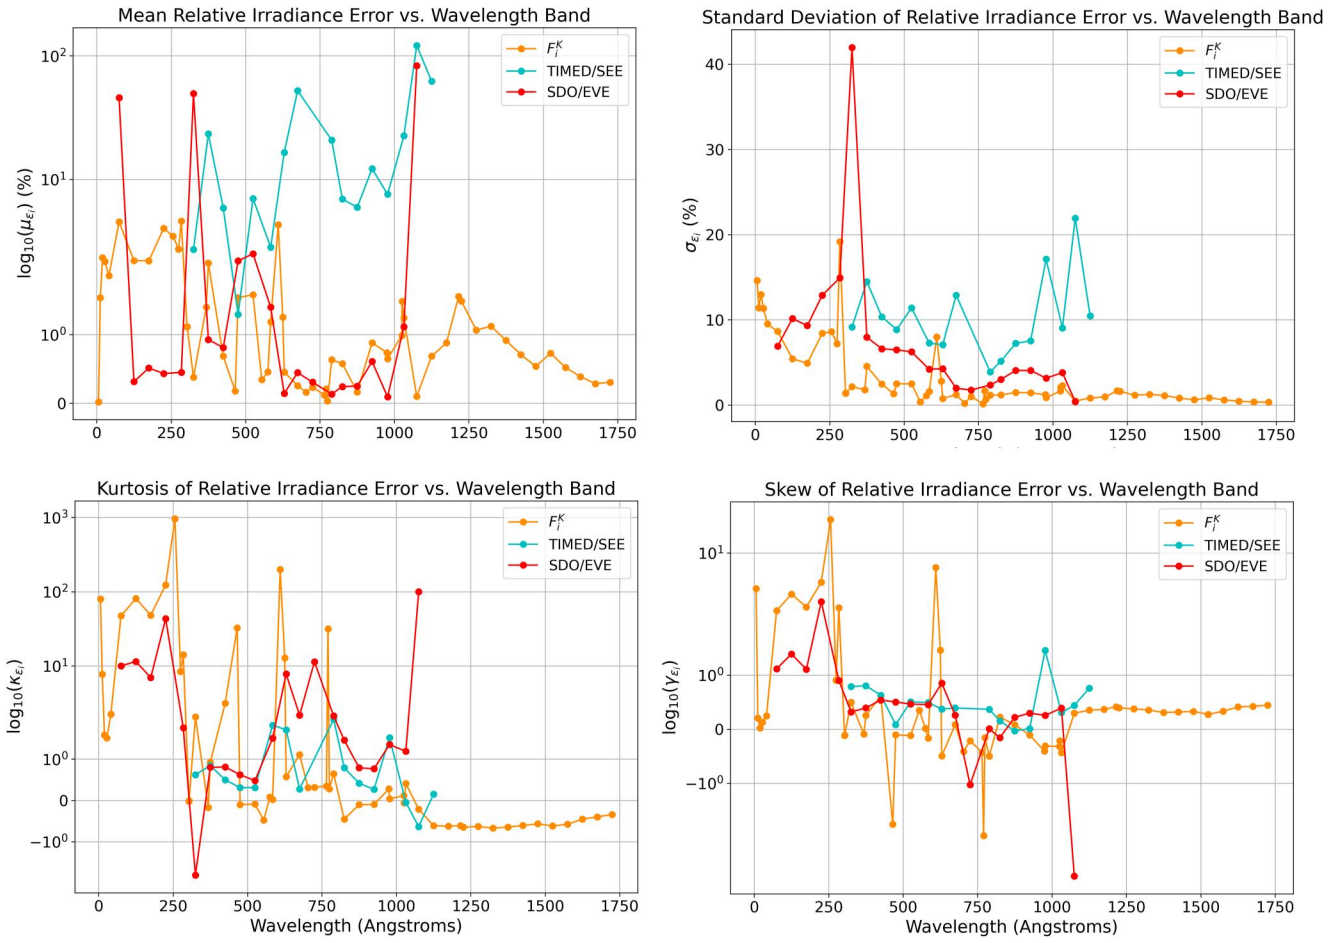 Mean Relative Irradiance Error vs. Wavelength Band
log₁₀(μ_εᵢ) (%)
10²
10¹
10⁰
0
F_i^K
TIMED/SEE
SDO/EVE
0 250 500 750 1000 1250 1500 1750
Standard Deviation of Relative Irradiance Error vs. Wavelength Band
σ_εᵢ (%)
40
30
20
10
0
F_i^K
TIMED/SEE
SDO/EVE
0 250 500 750 1000 1250 1500 1750
Kurtosis of Relative Irradiance Error vs. Wavelength Band
log₁₀(κ_εᵢ)
10³
10²
10¹
10⁰
0
−10⁰
F_i^K
TIMED/SEE
SDO/EVE
0 250 500 750 1000 1250 1500 1750
Wavelength (Angstroms)
Skew of Relative Irradiance Error vs. Wavelength Band
log₁₀(γ_εᵢ)
10¹
10⁰
0
−10⁰
F_i^K
TIMED/SEE
SDO/EVE
0 250 500 750 1000 1250 1500 1750
Wavelength (Angstroms)